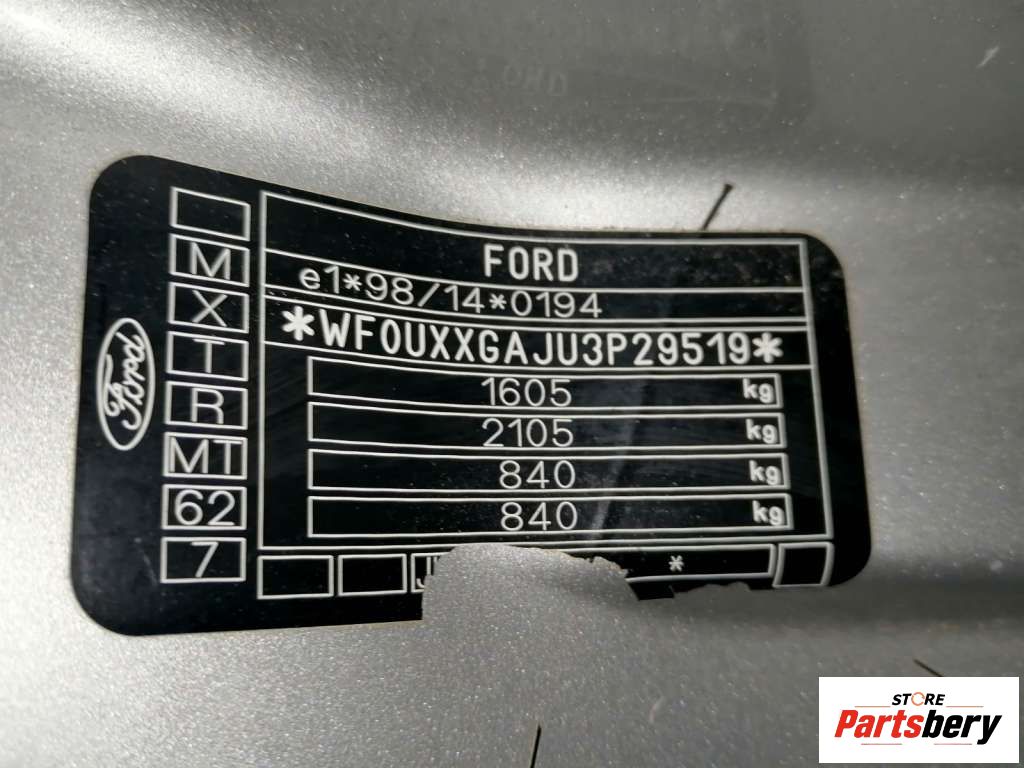 FORD
e1*98/14*0194
*WF0UXXGAJU3P29519*
1605 kg
2105 kg
840 kg
840 kg
*
M
X
T
R
MT
62
7
Ford
STORE
Partsbery